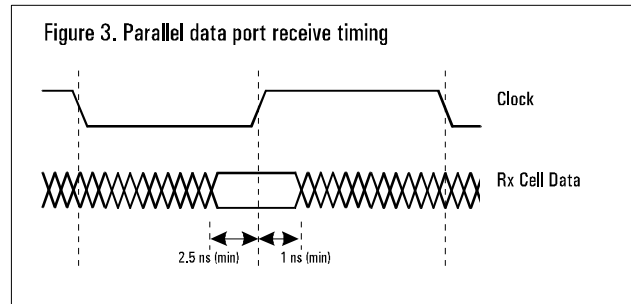 Figure 3. Parallel data port receive timing
Clock
Rx Cell Data
2.5 ns (min)
1 ns (min)